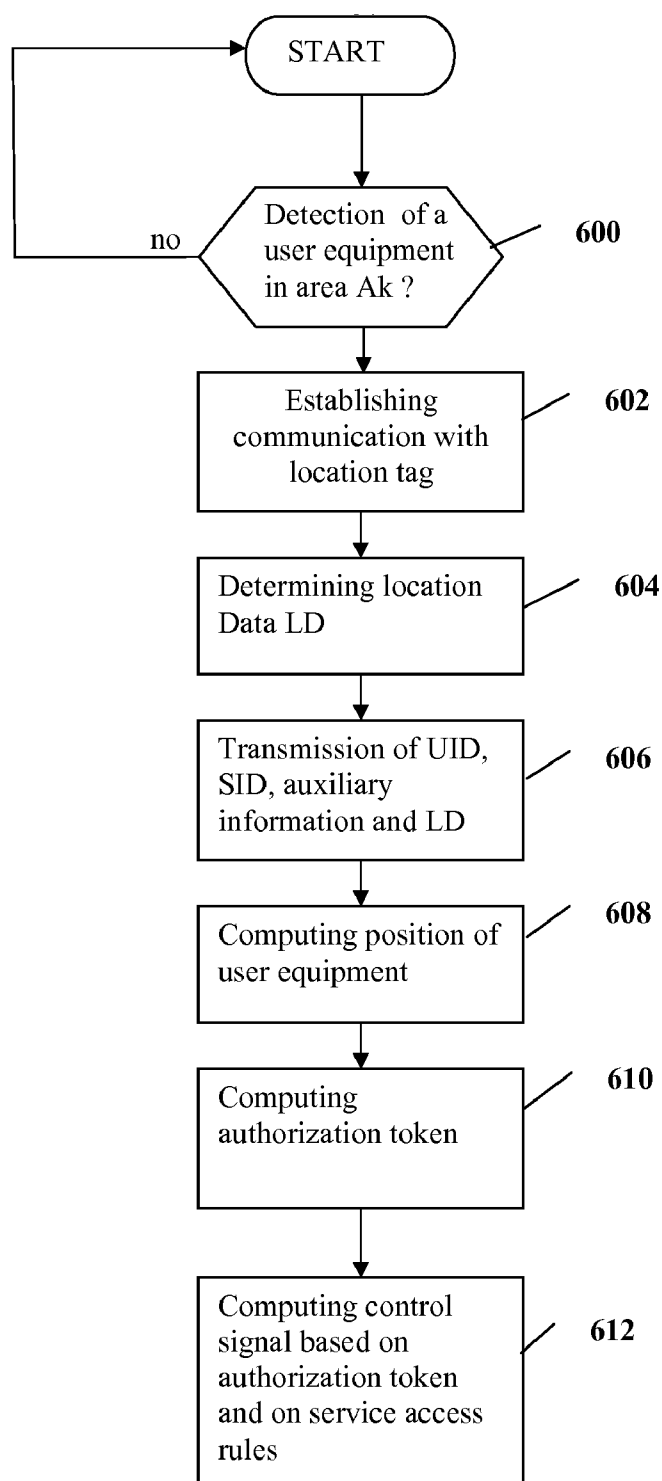 START
Detection of a
user equipment
in area Ak ?
600
no
Establishing
communication with
location tag
602
Determining location
Data LD
604
Transmission of UID,
SID, auxiliary
information and LD
606
Computing position of
user equipment
608
Computing
authorization token
610
Computing control
signal based on
authorization token
and on service access
rules
612